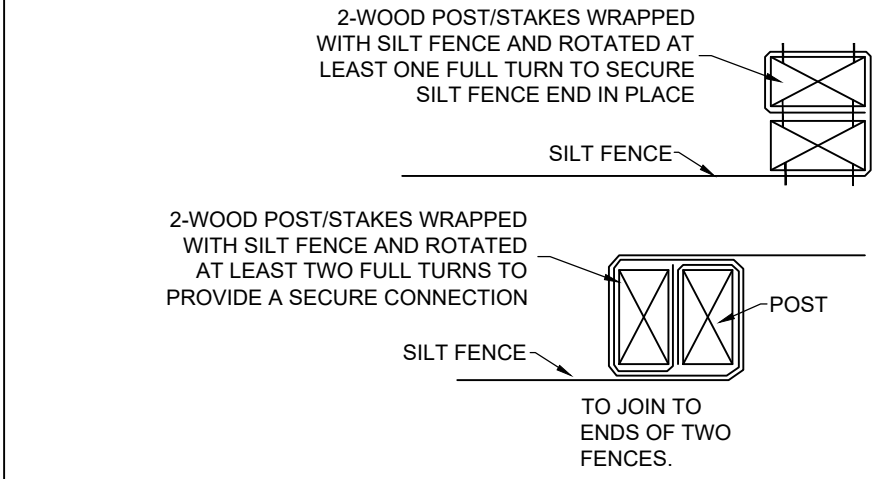 2-WOOD POST/STAKES WRAPPED
WITH SILT FENCE AND ROTATED AT
LEAST ONE FULL TURN TO SECURE
SILT FENCE END IN PLACE
SILT FENCE
2-WOOD POST/STAKES WRAPPED
WITH SILT FENCE AND ROTATED
AT LEAST TWO FULL TURNS TO
PROVIDE A SECURE CONNECTION
POST
SILT FENCE
TO JOIN TO
ENDS OF TWO
FENCES.